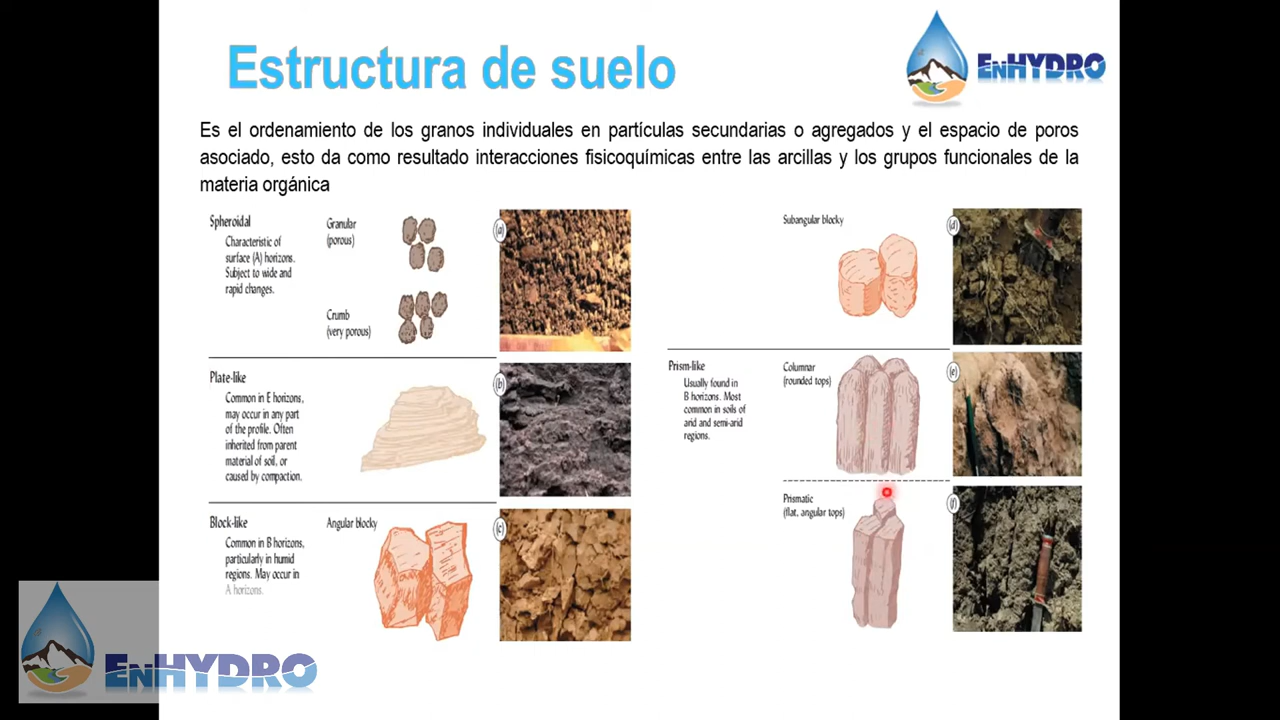 Estructura de suelo
EnHYDRO
Es el ordenamiento de los granos individuales en partículas secundarias o agregados y el espacio de poros
asociado, esto da como resultado interacciones fisicoquímicas entre las arcillas y los grupos funcionales de la
materia orgánica
Spheroidal
Characteristic of
surface (A) horizons.
Subject to wide and
rapid changes.
Granular
(porous)
Crumb
(very porous)
(a)
Plate-like
Common in E horizons,
may occur in any part
of the profile. Often
inherited from parent
material of soil, or
caused by compaction.
(b)
Block-like
Common in B horizons,
particularly in humid
regions. May occur in
A horizons.
Angular blocky
(c)
Subangular blocky
(d)
Prism-like
Usually found in
B horizons. Most
common in soils of
arid and semi-arid
regions.
Columnar
(rounded tops)
(e)
Prismatic
(flat, angular tops)
(f)
EnHYDRO